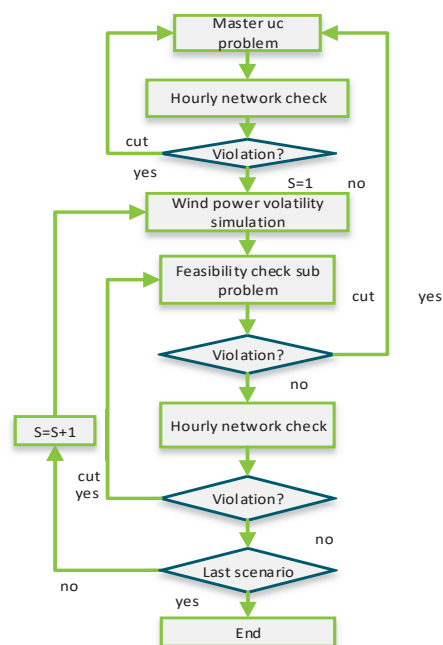 Master uc
problem
Hourly network check
cut
Violation?
yes
S=1
no
Wind power volatility
simulation
Feasibility check sub
problem
cut
yes
Violation?
no
Hourly network check
S=S+1
cut
yes
Violation?
no
Last scenario
no
yes
End